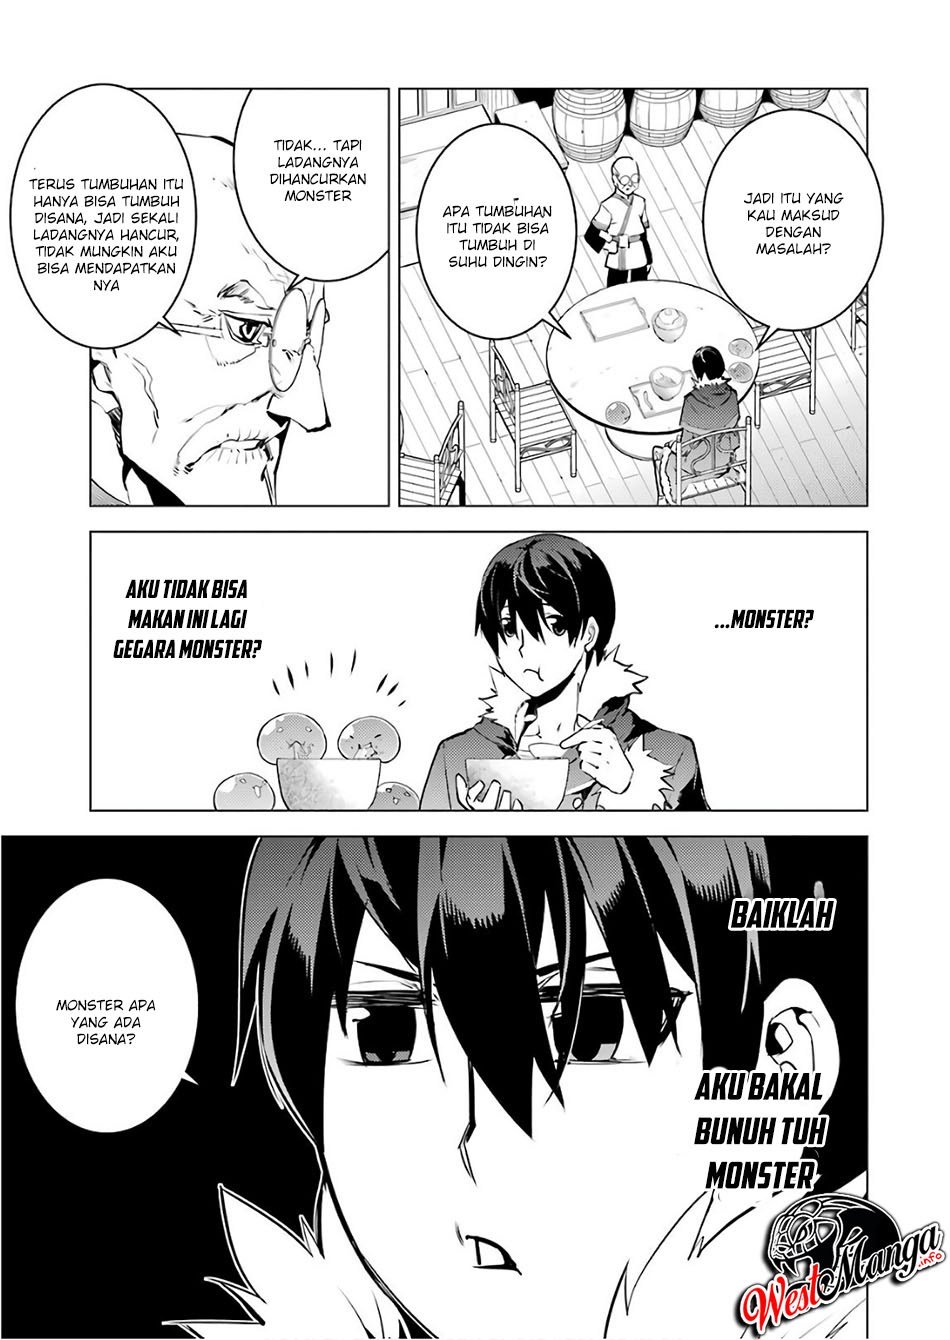 JADI ITU YANG
KAU MAKSUD
DENGAN
MASALAH?
APA TUMBUHAN
ITU TIDAK BISA
TUMBUH DI
SUHU DINGIN?
TIDAK... TAPI
LADANGNYA
DIHANCURKAN
MONSTER
TERUS TUMBUHAN ITU
HANYA BISA TUMBUH
DISANA, JADI SEKALI
LADANGNYA HANCUR,
TIDAK MUNGKIN AKU
BISA MENDAPATKAN
NYA
...MONSTER?
AKU TIDAK BISA
MAKAN INI LAGI
GEGARA MONSTER?
BAIKLAH
AKU BAKAL
BUNUH TUH
MONSTER
MONSTER APA
YANG ADA
DISANA?
WestManga
.info